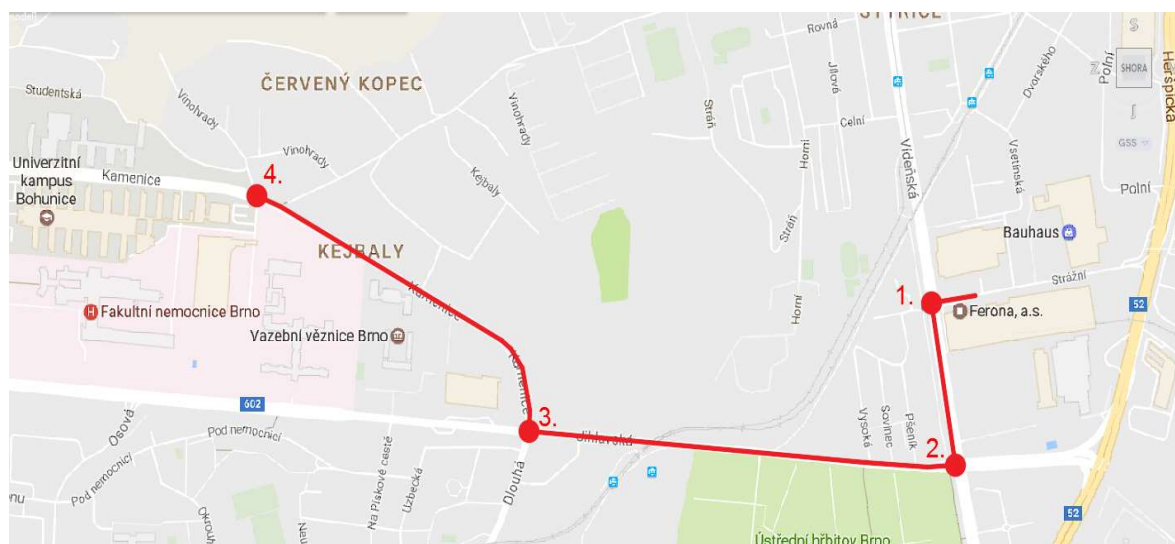 STÝŘICE
Rovná
Polní
S
SHORA
GSS
Heršpická
Dvorského
ČERVENÝ KOPEC
Studentská
Vinohrady
Vinohrady
Stráň
Jílová
Celní
Horní
Vídeňská
Vsetínská
Vinohrady
Kejbaly
Univerzitní
kampus
Bohunice
Kamenice
4.
Polní
Stráň
Bauhaus
KEJBALY
Strážní
1.
Ferona, a.s.
52
Fakultní nemocnice Brno
Kamenice
Horní
Vazební věznice Brno
Kamenice
602
3.
Jihlavská
Osová
Pod nemocnicí
Vysoká
Sovinec
Pšeník
2.
Pod nemocnicí
Na Pískové cestě
Uzbecká
Dlouhá
52
Ústřední hřbitov Brno